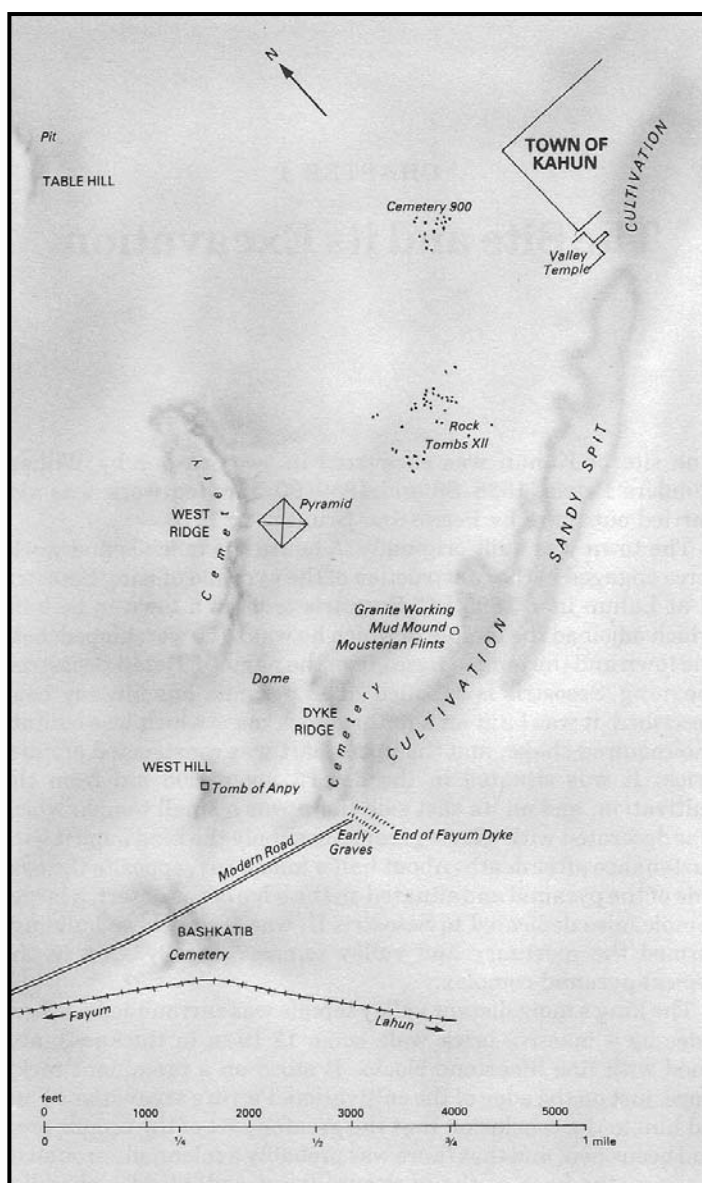 N
Pit
TABLE HILL
TOWN OF
KAHUN
CULTIVATION
Cemetery 900
Valley
Temple
Rock
Tombs XII
SANDY SPIT
Pyramid
WEST
RIDGE
Cemetery
Granite Working
Mud Mound
Mousterian Flints
CULTIVATION
Dome
DYKE
RIDGE
Cemetery
WEST HILL
Tomb of Anpy
Modern Road
Early
Graves
End of Fayum Dyke
BASHKATIB
Cemetery
Fayum
Lahun
feet
0 1000 2000 3000 4000 5000
0 ¼ ½ ¾ 1 mile